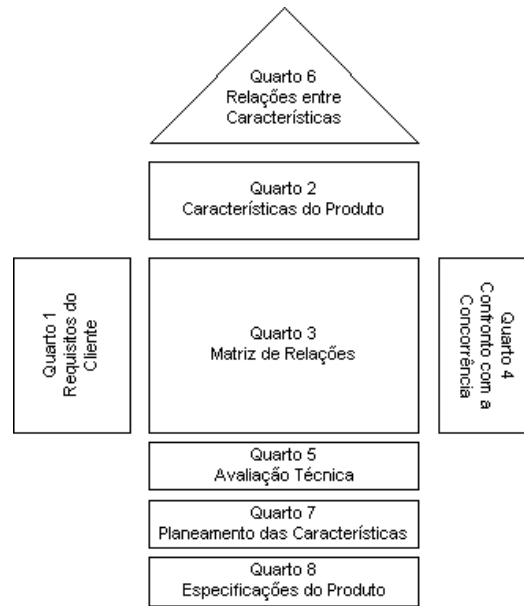 Quarto 6
Relações entre
Características
Quarto 2
Características do Produto
Quarto 1
Requisitos do
Cliente
Quarto 3
Matriz de Relações
Quarto 4
Confronto com a
Concorrência
Quarto 5
Avaliação Técnica
Quarto 7
Planeamento das Características
Quarto 8
Especificações do Produto